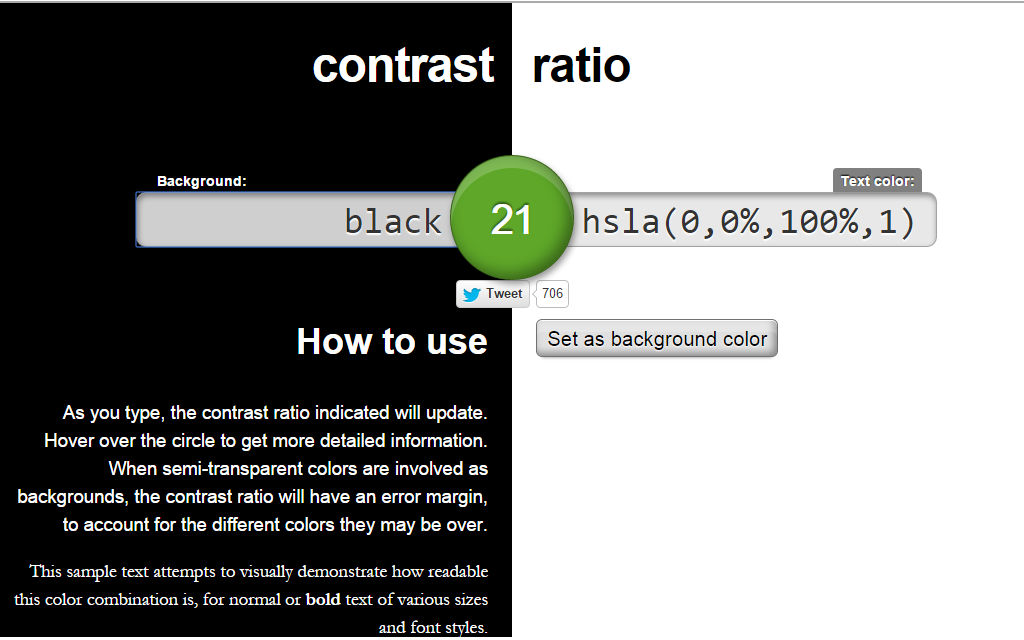 contrast ratio
Background:
Text color:
black 21 hsla(0,0%,100%,1)
Tweet 706
How to use
Set as background color
As you type, the contrast ratio indicated will update.
Hover over the circle to get more detailed information.
When semi-transparent colors are involved as
backgrounds, the contrast ratio will have an error margin,
to account for the different colors they may be over.
This sample text attempts to visually demonstrate how readable
this color combination is, for normal or bold text of various sizes
and font styles.